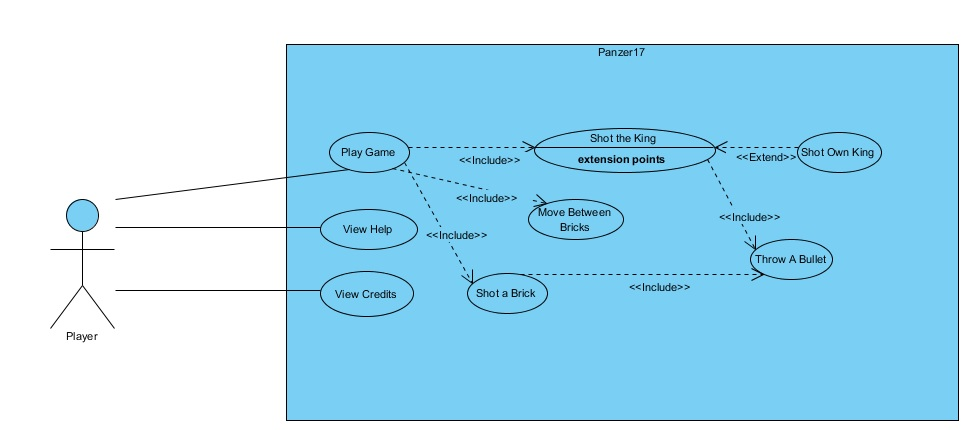 Panzer17
Shot the King
extension points
Play Game
<<Include>>
<<Extend>>
Shot Own King
<<Include>>
Move Between
Bricks
<<Include>>
View Help
<<Include>>
Throw A Bullet
View Credits
Shot a Brick
<<Include>>
Player